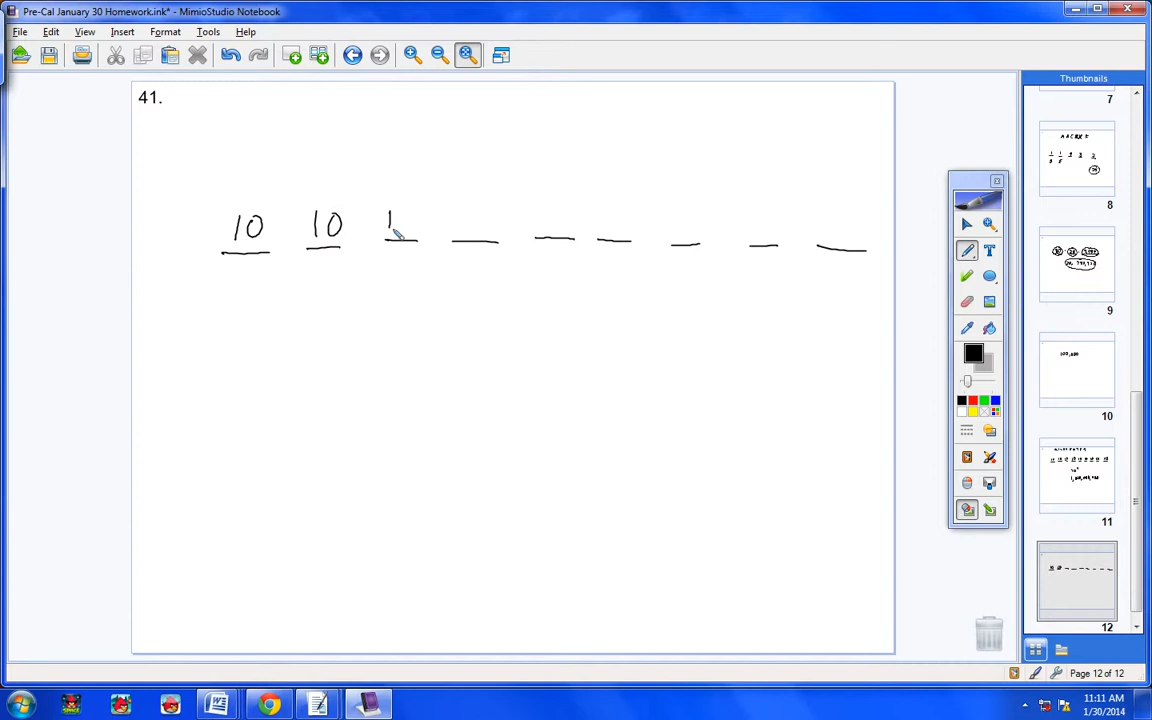 Pre-Cal January 30 Homework.ink* - MimioStudio Notebook
File Edit View Insert Format Tools Help
41.
10 10 1
Thumbnails
7
8
9
10
11
12
Page 12 of 12
11:11 AM
1/30/2014